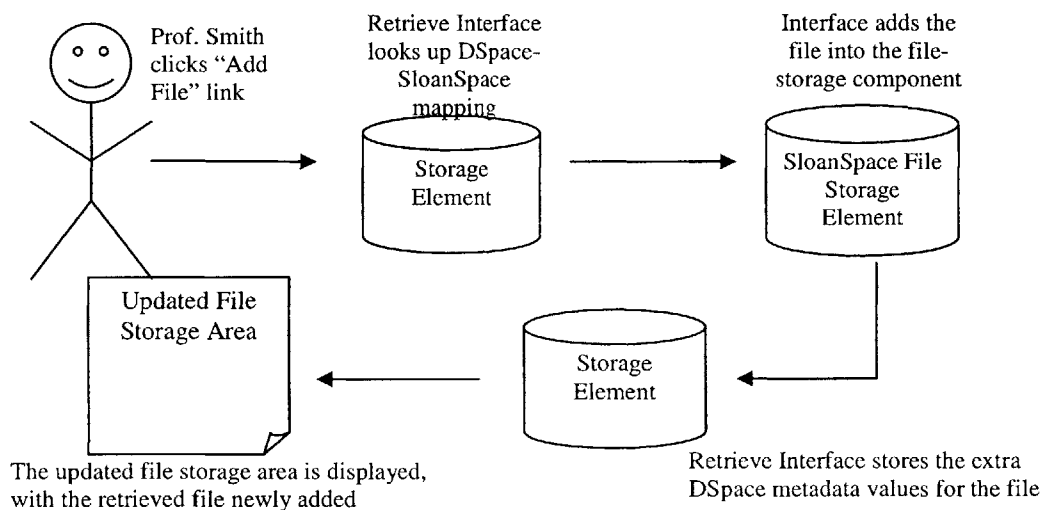 Prof. Smith
clicks “Add
File” link
Retrieve Interface
looks up DSpace-
SloanSpace
mapping
Storage
Element
Interface adds the
file into the file-
storage component
SloanSpace File
Storage
Element
Updated File
Storage Area
Storage
Element
The updated file storage area is displayed,
with the retrieved file newly added
Retrieve Interface stores the extra
DSpace metadata values for the file